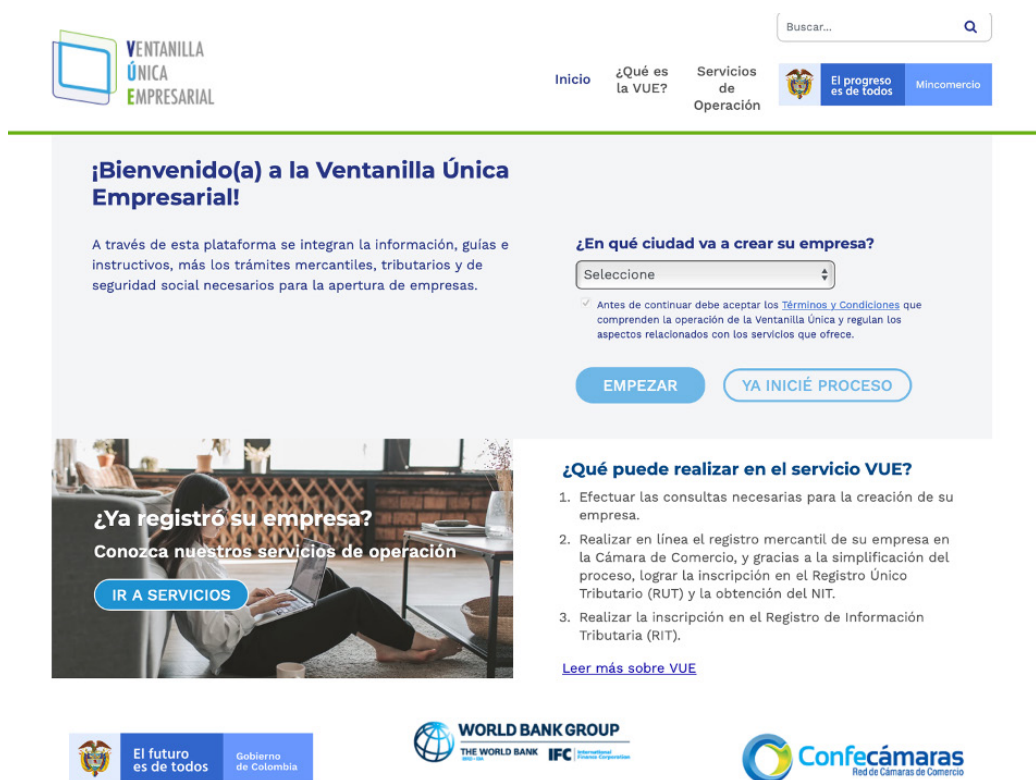 Buscar...
VENTANILLA
ÚNICA
EMPRESARIAL
Inicio
¿Qué es
la VUE?
Servicios
de
Operación
El progreso
es de todos
Mincomercio
¡Bienvenido(a) a la Ventanilla Única
Empresarial!
A través de esta plataforma se integran la información, guías e
instructivos, más los trámites mercantiles, tributarios y de
seguridad social necesarios para la apertura de empresas.
¿En qué ciudad va a crear su empresa?
Seleccione
Antes de continuar debe aceptar los Términos y Condiciones que
comprenden la operación de la Ventanilla Única y regulan los
aspectos relacionados con los servicios que ofrece.
EMPEZAR
YA INICIÉ PROCESO
¿Ya registró su empresa?
Conozca nuestros servicios de operación
IR A SERVICIOS
¿Qué puede realizar en el servicio VUE?
1. Efectuar las consultas necesarias para la creación de su
empresa.
2. Realizar en línea el registro mercantil de su empresa en
la Cámara de Comercio, y gracias a la simplificación del
proceso, lograr la inscripción en el Registro Único
Tributario (RUT) y la obtención del NIT.
3. Realizar la inscripción en el Registro de Información
Tributaria (RIT).
Leer más sobre VUE
El futuro
es de todos
Gobierno
de Colombia
WORLD BANK GROUP
THE WORLD BANK
IFC
International
Finance Corporation
Confecámaras
Red de Cámaras de Comercio